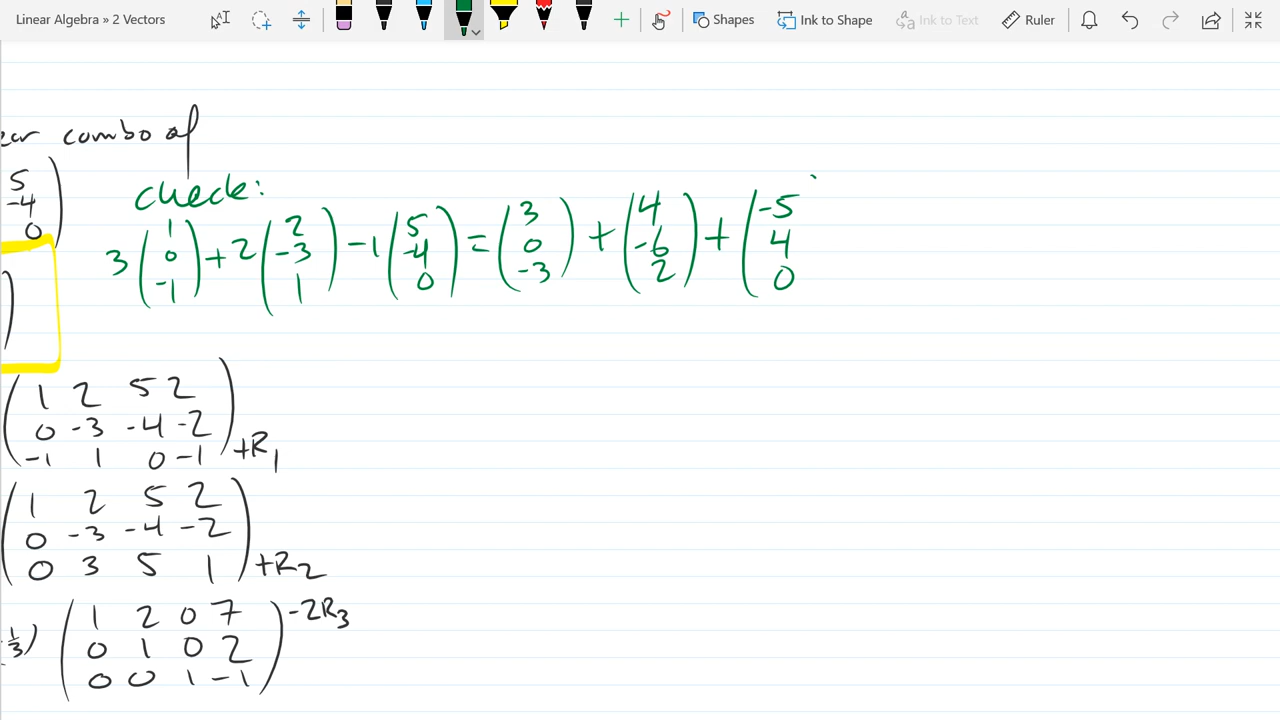 Linear Algebra » 2 Vectors
Shapes
Ink to Shape
Ink to Text
Ruler
combo of
5
-4
0
check:
3 (1 0 -1) + 2 (2 -3 1) - 1 (5 -4 0) = (3 0 -3) + (4 -6 2) + (-5 4 0
1 2 5 2
0 -3 -4 -2
-1 1 0 -1 +R1
1 2 5 2
0 -3 -4 -2
0 3 5 1 +R2
1 2 0 7 -2R3
0 1 0 2
0 0 1 -1